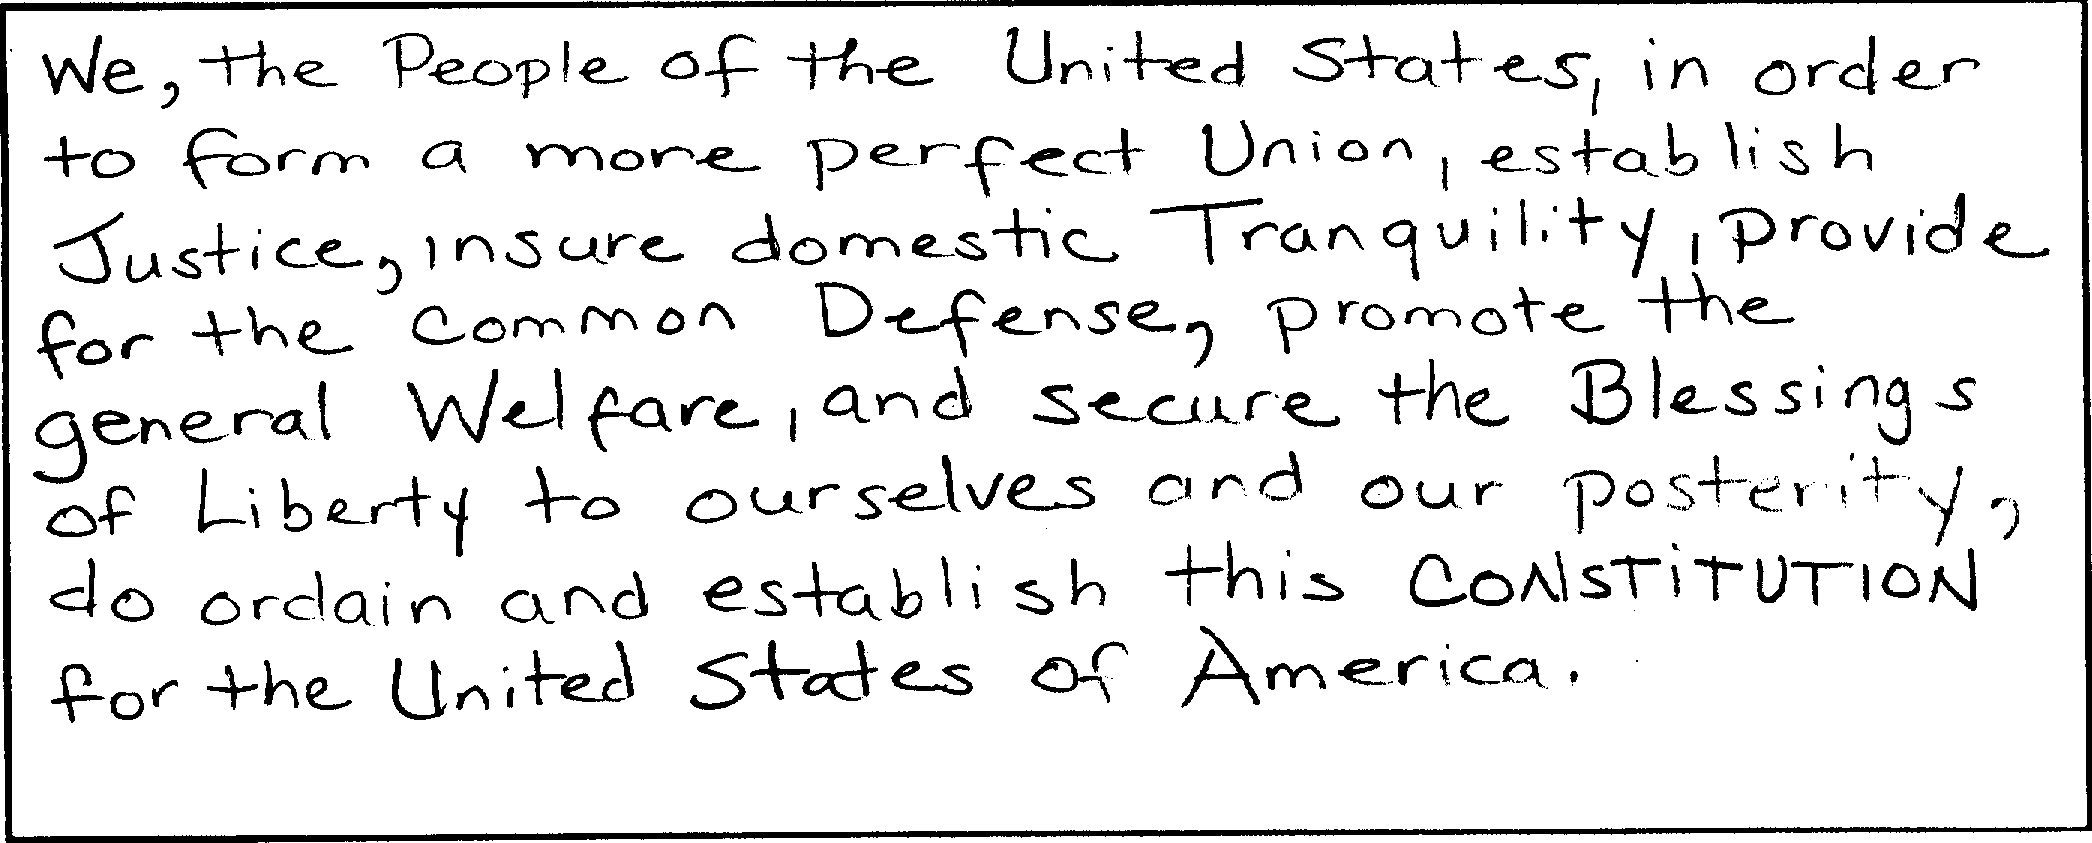 We, the People of the United States, in order
to form a more perfect Union, establish
Justice, insure domestic Tranquility, provide
for the common Defense, promote the
general Welfare, and secure the Blessings
of Liberty to ourselves and our posterity,
do ordain and establish this CONSTiTUTION
for the United States of America.